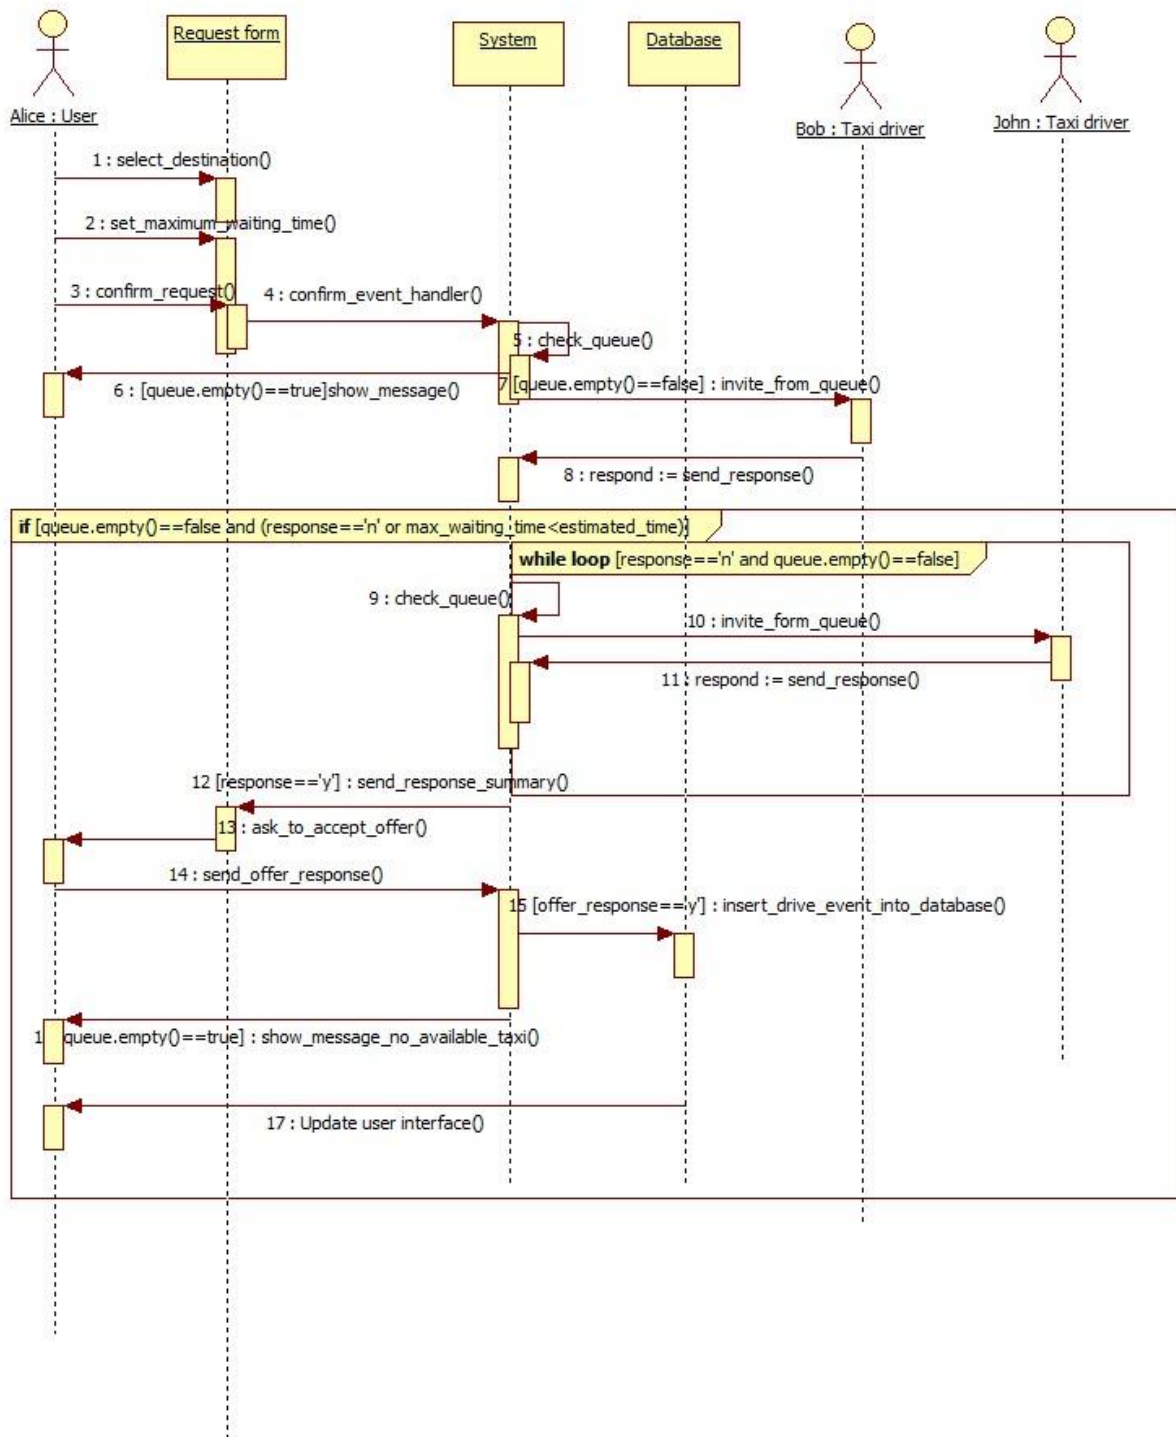 Request form
System
Database
Alice : User
Bob : Taxi driver
John : Taxi driver
1 : select_destination()
2 : set_maximum_waiting_time()
3 : confirm_request()
4 : confirm_event_handler()
5 : check_queue()
6 : [queue.empty()==true]show_message()
7 [queue.empty()==false] : invite_from_queue()
8 : respond := send_response()
if [queue.empty()==false and (response=='n' or max_waiting_time<estimated_time)]
while loop [response=='n' and queue.empty()==false]
9 : check_queue()
10 : invite_form_queue()
11 : respond := send_response()
12 [response=='y'] : send_response_summary()
13 : ask_to_accept_offer()
14 : send_offer_response()
15 [offer_response=='y'] : insert_drive_event_into_database()
1 queue.empty()==true] : show_message_no_available_taxi()
17 : Update user interface()